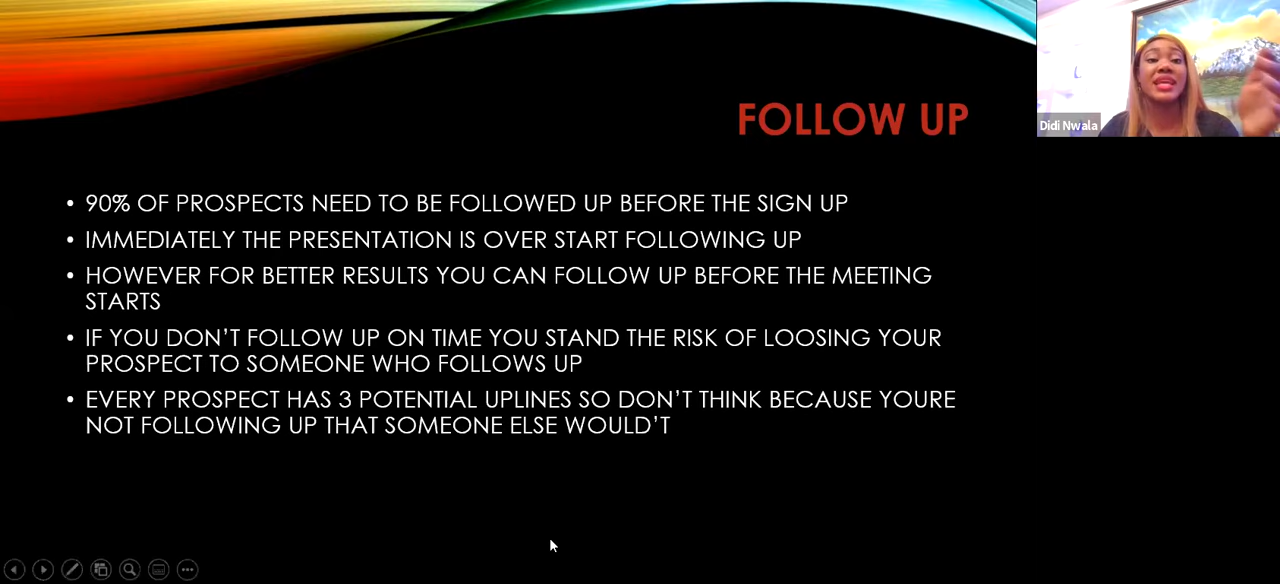 FOLLOW UP
Didi Nwala
• 90% OF PROSPECTS NEED TO BE FOLLOWED UP BEFORE THE SIGN UP
• IMMEDIATELY THE PRESENTATION IS OVER START FOLLOWING UP
• HOWEVER FOR BETTER RESULTS YOU CAN FOLLOW UP BEFORE THE MEETING
STARTS
• IF YOU DON'T FOLLOW UP ON TIME YOU STAND THE RISK OF LOOSING YOUR
PROSPECT TO SOMEONE WHO FOLLOWS UP
• EVERY PROSPECT HAS 3 POTENTIAL UPLINES SO DON'T THINK BECAUSE YOURE
NOT FOLLOWING UP THAT SOMEONE ELSE WOULD'T